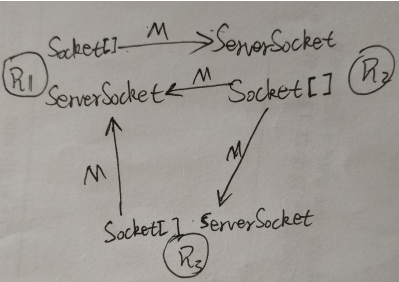 Socket[] M ServerSocket
R1 M R2
ServerSocket Socket[]
M M
Socket[] ServerSocket
R3